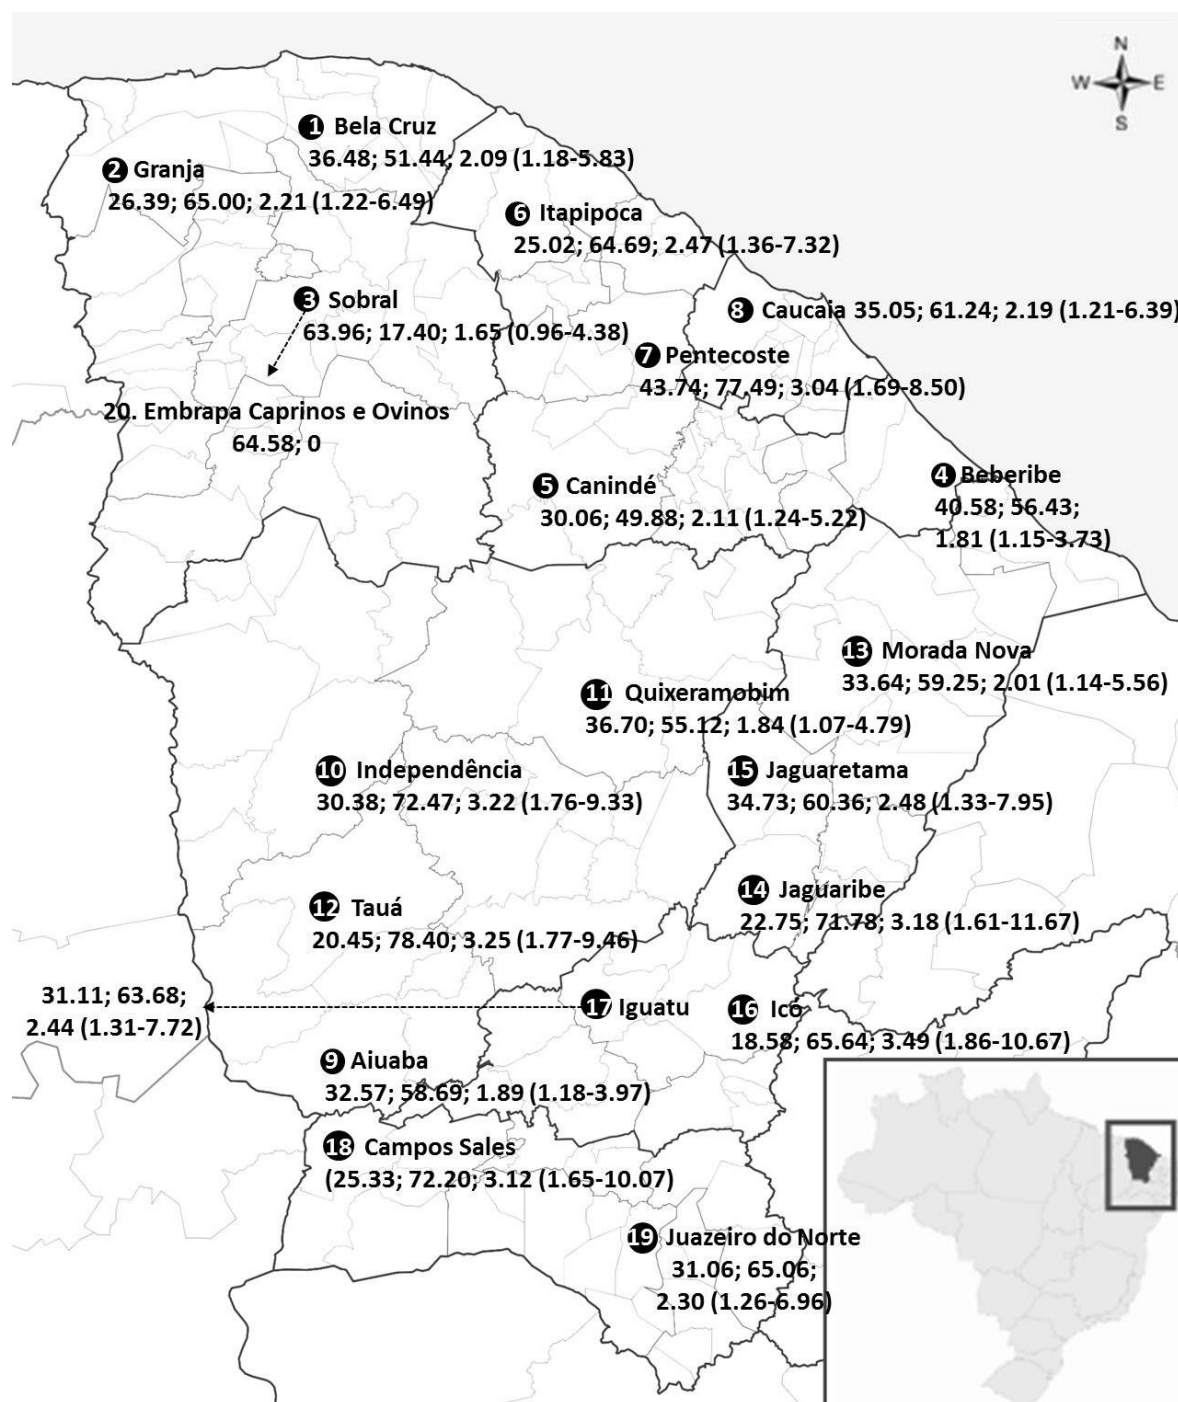 N
W E
S
1 Bela Cruz
36.48; 51.44; 2.09 (1.18-5.83)
2 Granja
26.39; 65.00; 2.21 (1.22-6.49)
6 Itapipoca
25.02; 64.69; 2.47 (1.36-7.32)
3 Sobral
63.96; 17.40; 1.65 (0.96-4.38)
8 Caucaia 35.05; 61.24; 2.19 (1.21-6.39)
7 Pentecoste
43.74; 77.49; 3.04 (1.69-8.50)
20. Embrapa Caprinos e Ovinos
64.58; 0
5 Canindé
30.06; 49.88; 2.11 (1.24-5.22)
4 Beberibe
40.58; 56.43;
1.81 (1.15-3.73)
13 Morada Nova
33.64; 59.25; 2.01 (1.14-5.56)
11 Quixeramobim
36.70; 55.12; 1.84 (1.07-4.79)
10 Independência
30.38; 72.47; 3.22 (1.76-9.33)
15 Jaguaretama
34.73; 60.36; 2.48 (1.33-7.95)
14 Jaguaribe
22.75; 71.78; 3.18 (1.61-11.67)
12 Tauá
20.45; 78.40; 3.25 (1.77-9.46)
31.11; 63.68;
2.44 (1.31-7.72)
17 Iguatu
16 Icó
18.58; 65.64; 3.49 (1.86-10.67)
9 Aiuaba
32.57; 58.69; 1.89 (1.18-3.97)
18 Campos Sales
(25.33; 72.20; 3.12 (1.65-10.07)
19 Juazeiro do Norte
31.06; 65.06;
2.30 (1.26-6.96)